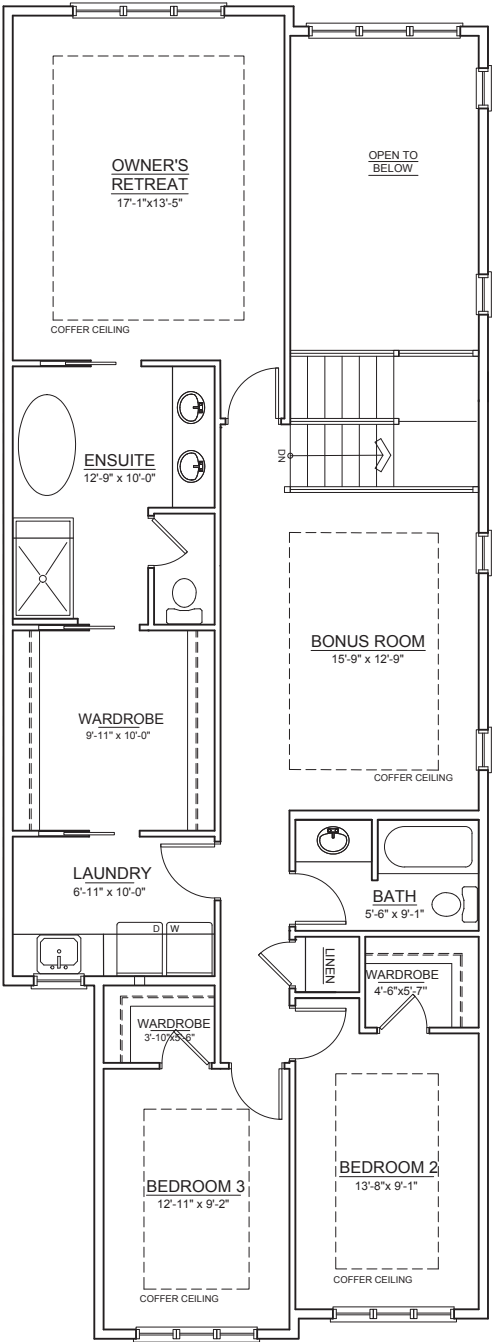 OWNER'S
RETREAT
17'-1"x13'-5"
COFFER CEILING
OPEN TO
BELOW
DN
ENSUITE
12'-9" x 10'-0"
BONUS ROOM
15'-9" x 12'-9"
COFFER CEILING
WARDROBE
9'-11" x 10'-0"
LAUNDRY
6'-11" x 10'-0"
D W
BATH
5'-6" x 9'-1"
LINEN
WARDROBE
4'-6"x5'-7"
WARDROBE
3'-10"x5'-6"
BEDROOM 3
12'-11" x 9'-2"
COFFER CEILING
BEDROOM 2
13'-8"x 9'-1"
COFFER CEILING